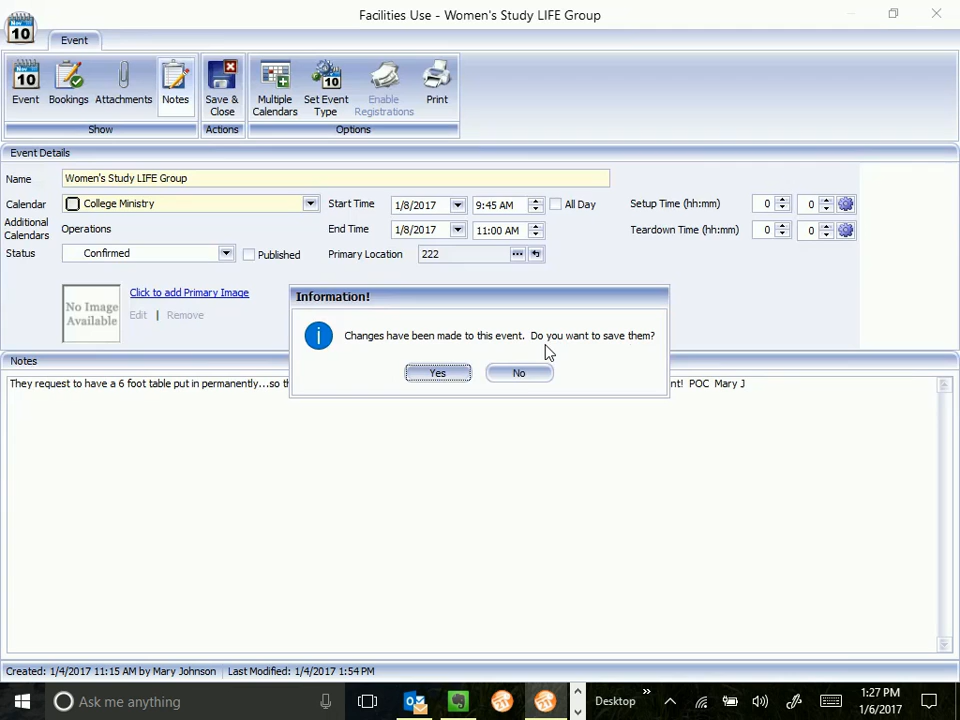 Facilities Use - Women's Study LIFE Group
10
Event
10
Event
Bookings
Attachments
Notes
Save & Close
Multiple Calendars
10
Set Event Type
Enable Registrations
Print
Show
Actions
Options
Event Details
Name Women's Study LIFE Group
Calendar College Ministry Start Time 1/8/2017 9:45 AM All Day Setup Time (hh:mm) 0 0
Additional Calendars Operations End Time 1/8/2017 11:00 AM Teardown Time (hh:mm) 0 0
Status Confirmed Published Primary Location 222
No Image Available
Click to add Primary Image
Edit | Remove
Information!
Changes have been made to this event. Do you want to save them?
Yes No
Notes
They request to have a 6 foot table put in permanently...so th
nt! POC Mary J
Created: 1/4/2017 11:15 AM by Mary Johnson Last Modified: 1/4/2017 1:54 PM
Ask me anything
Desktop
1:27 PM
1/6/2017